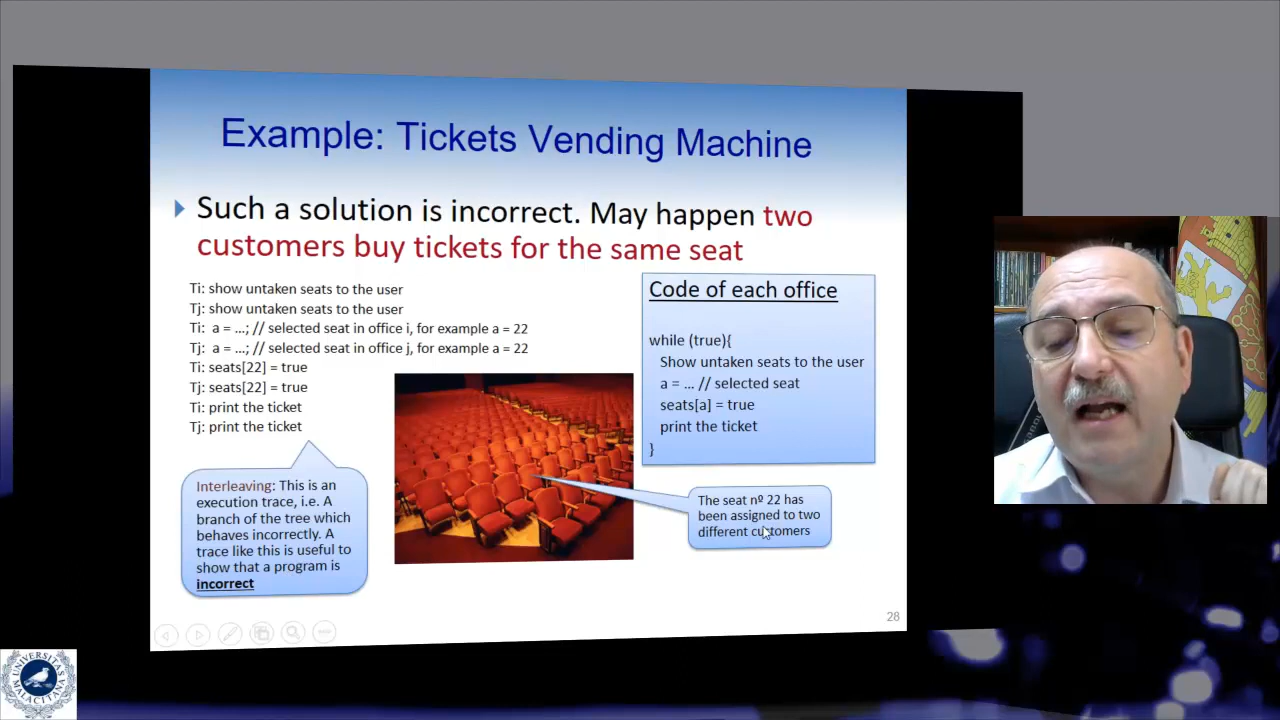 Example: Tickets Vending Machine
Such a solution is incorrect. May happen two
customers buy tickets for the same seat
Ti: show untaken seats to the user
Tj: show untaken seats to the user
Ti: a = ...; // selected seat in office i, for example a = 22
Tj: a = ...; // selected seat in office j, for example a = 22
Ti: seats[22] = true
Tj: seats[22] = true
Ti: print the ticket
Tj: print the ticket
Interleaving: This is an
execution trace, i.e. A
branch of the tree which
behaves incorrectly. A
trace like this is useful to
show that a program is
incorrect
Code of each office
while (true){
Show untaken seats to the user
a = ... // selected seat
seats[a] = true
print the ticket
}
The seat nº 22 has
been assigned to two
different customers
28
UNIVERSITAS
MALACITANA